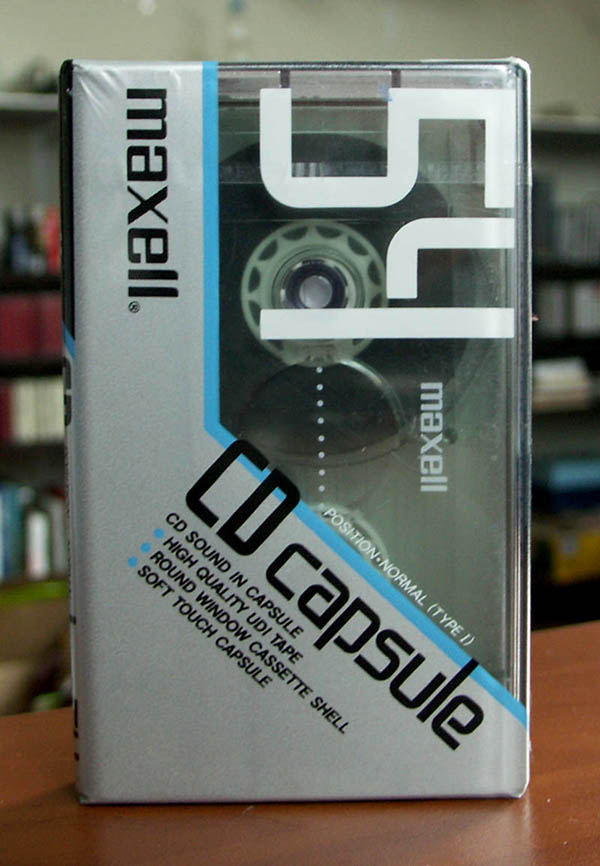 maxell®
54
maxell
POSITION•NORMAL (TYPE I)
CD capsule
CD SOUND IN CAPSULE
HIGH QUALITY UDI TAPE
ROUND WINDOW CASSETTE SHELL
SOFT TOUCH CAPSULE